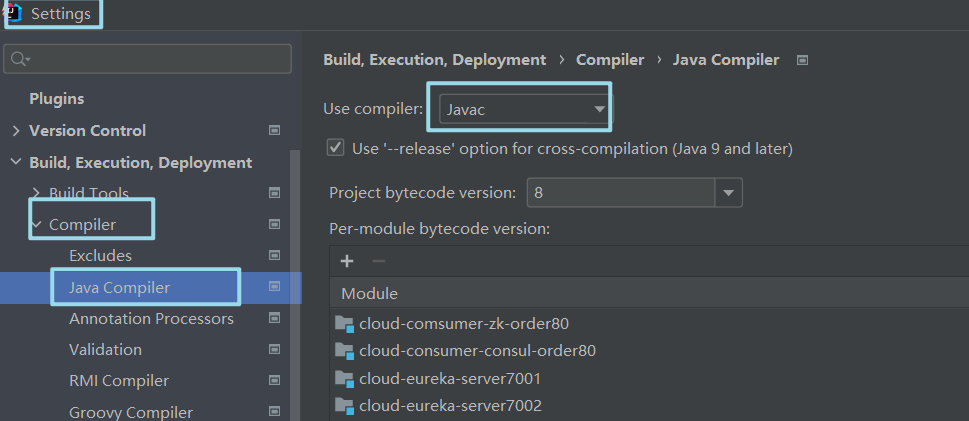 Settings
Plugins
Version Control
Build, Execution, Deployment
Build Tools
Compiler
Excludes
Java Compiler
Annotation Processors
Validation
RMI Compiler
Groovy Compiler
Build, Execution, Deployment › Compiler › Java Compiler
Use compiler: Javac
Use '--release' option for cross-compilation (Java 9 and later)
Project bytecode version: 8
Per-module bytecode version:
Module
cloud-comsumer-zk-order80
cloud-consumer-consul-order80
cloud-eureka-server7001
cloud-eureka-server7002